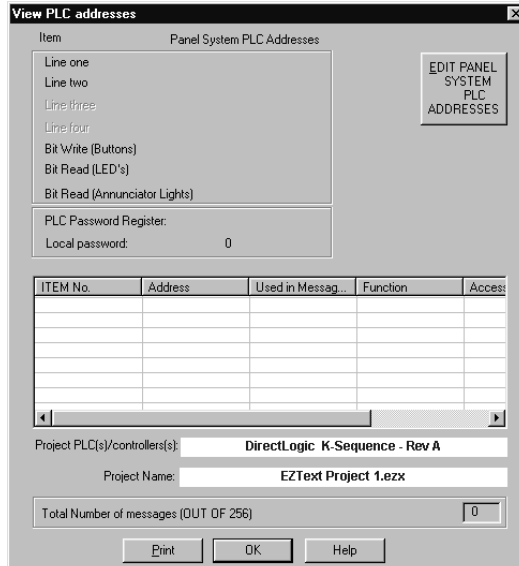 View PLC addresses
Item Panel System PLC Addresses
Line one
Line two
Line three
Line four
Bit Write (Buttons)
Bit Read (LED's)
Bit Read (Annunciator Lights)
EDIT PANEL
SYSTEM
PLC
ADDRESSES
PLC Password Register:
Local password: 0
ITEM No. Address Used in Messag... Function Access
Project PLC(s)/controllers(s): DirectLogic K-Sequence - Rev A
Project Name: EZText Project 1.ezx
Total Number of messages (OUT OF 256) 0
Print OK Help